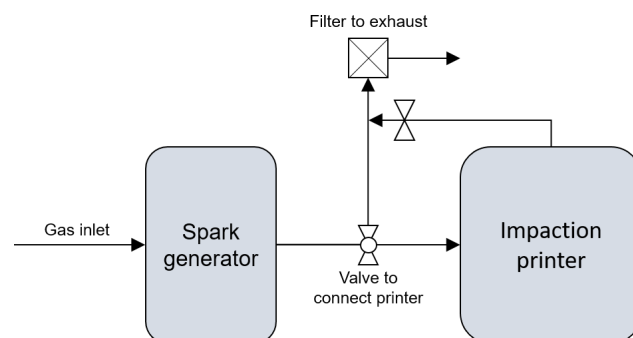 Filter to exhaust
Gas inlet
Spark
generator
Valve to
connect printer
Impaction
printer